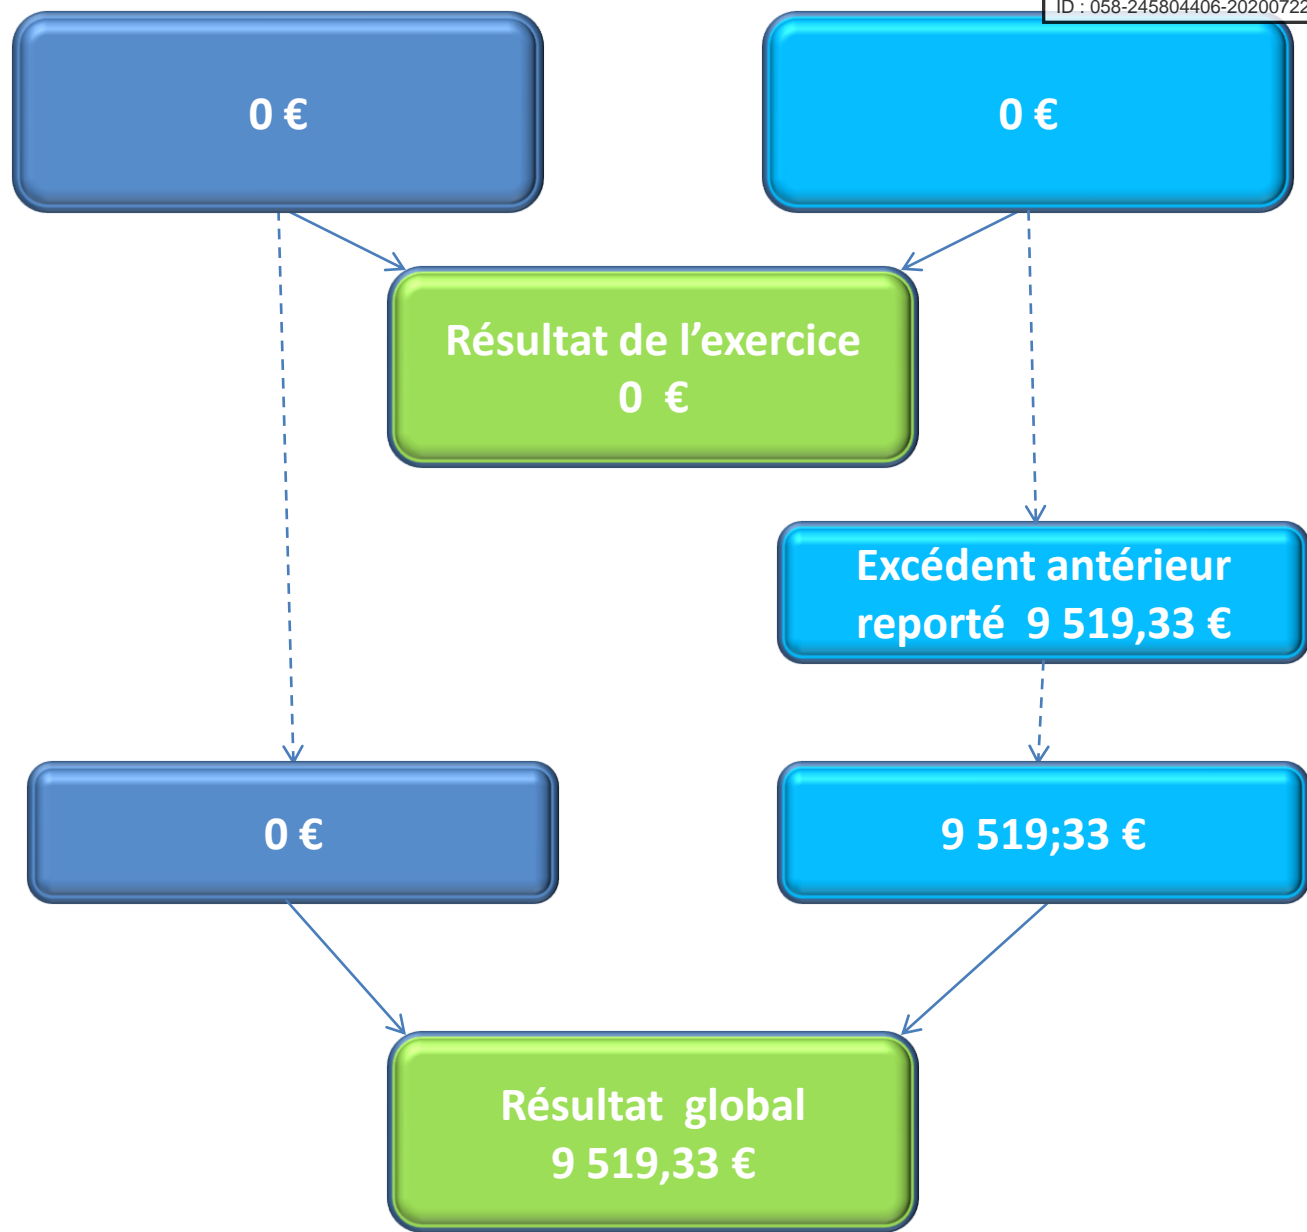 ID : 058-245804406-20200722
0 €
0 €
Résultat de l’exercice
0 €
Excédent antérieur
reporté 9 519,33 €
0 €
9 519;33 €
Résultat global
9 519,33 €